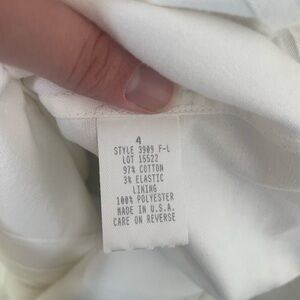 4
STYLE 3909 F-L
LOT 15522
97% COTTON
3% ELASTIC
LINING
100% POLYESTER
MADE IN U.S.A.
CARE ON REVERSE